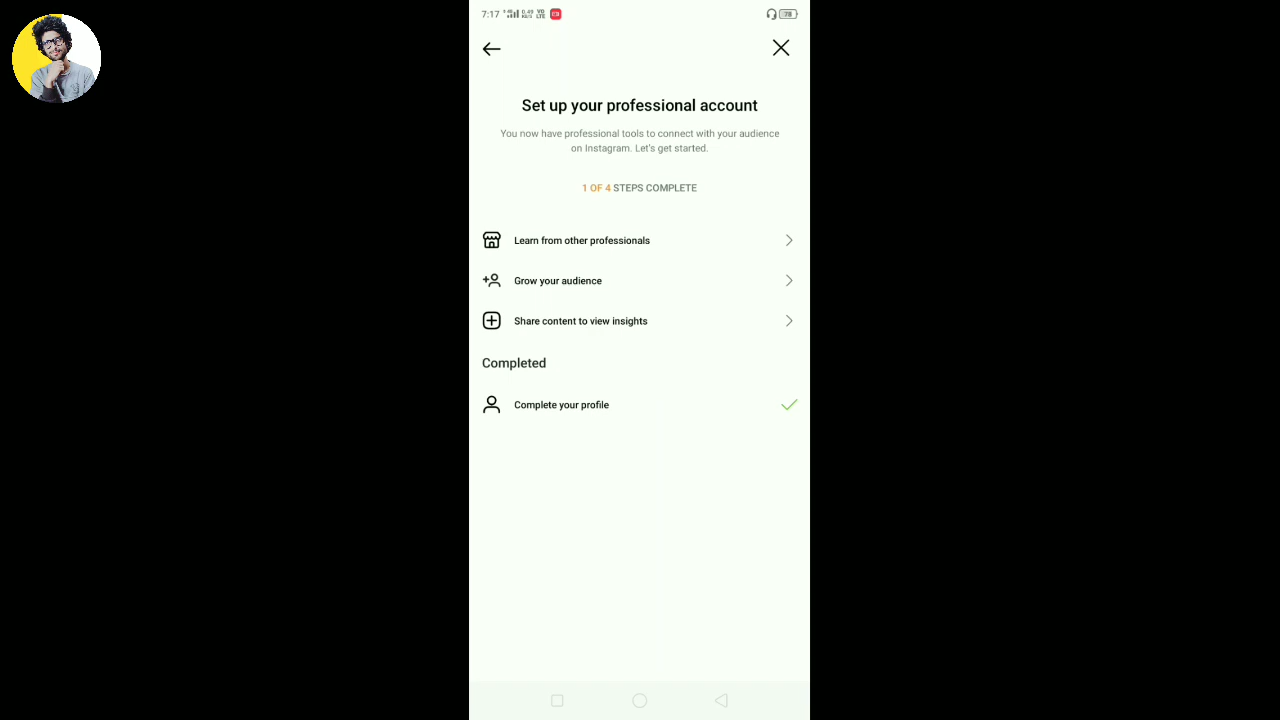 7:17
78
Set up your professional account
You now have professional tools to connect with your audience
on Instagram. Let's get started.
1 OF 4 STEPS COMPLETE
Learn from other professionals
Grow your audience
Share content to view insights
Completed
Complete your profile